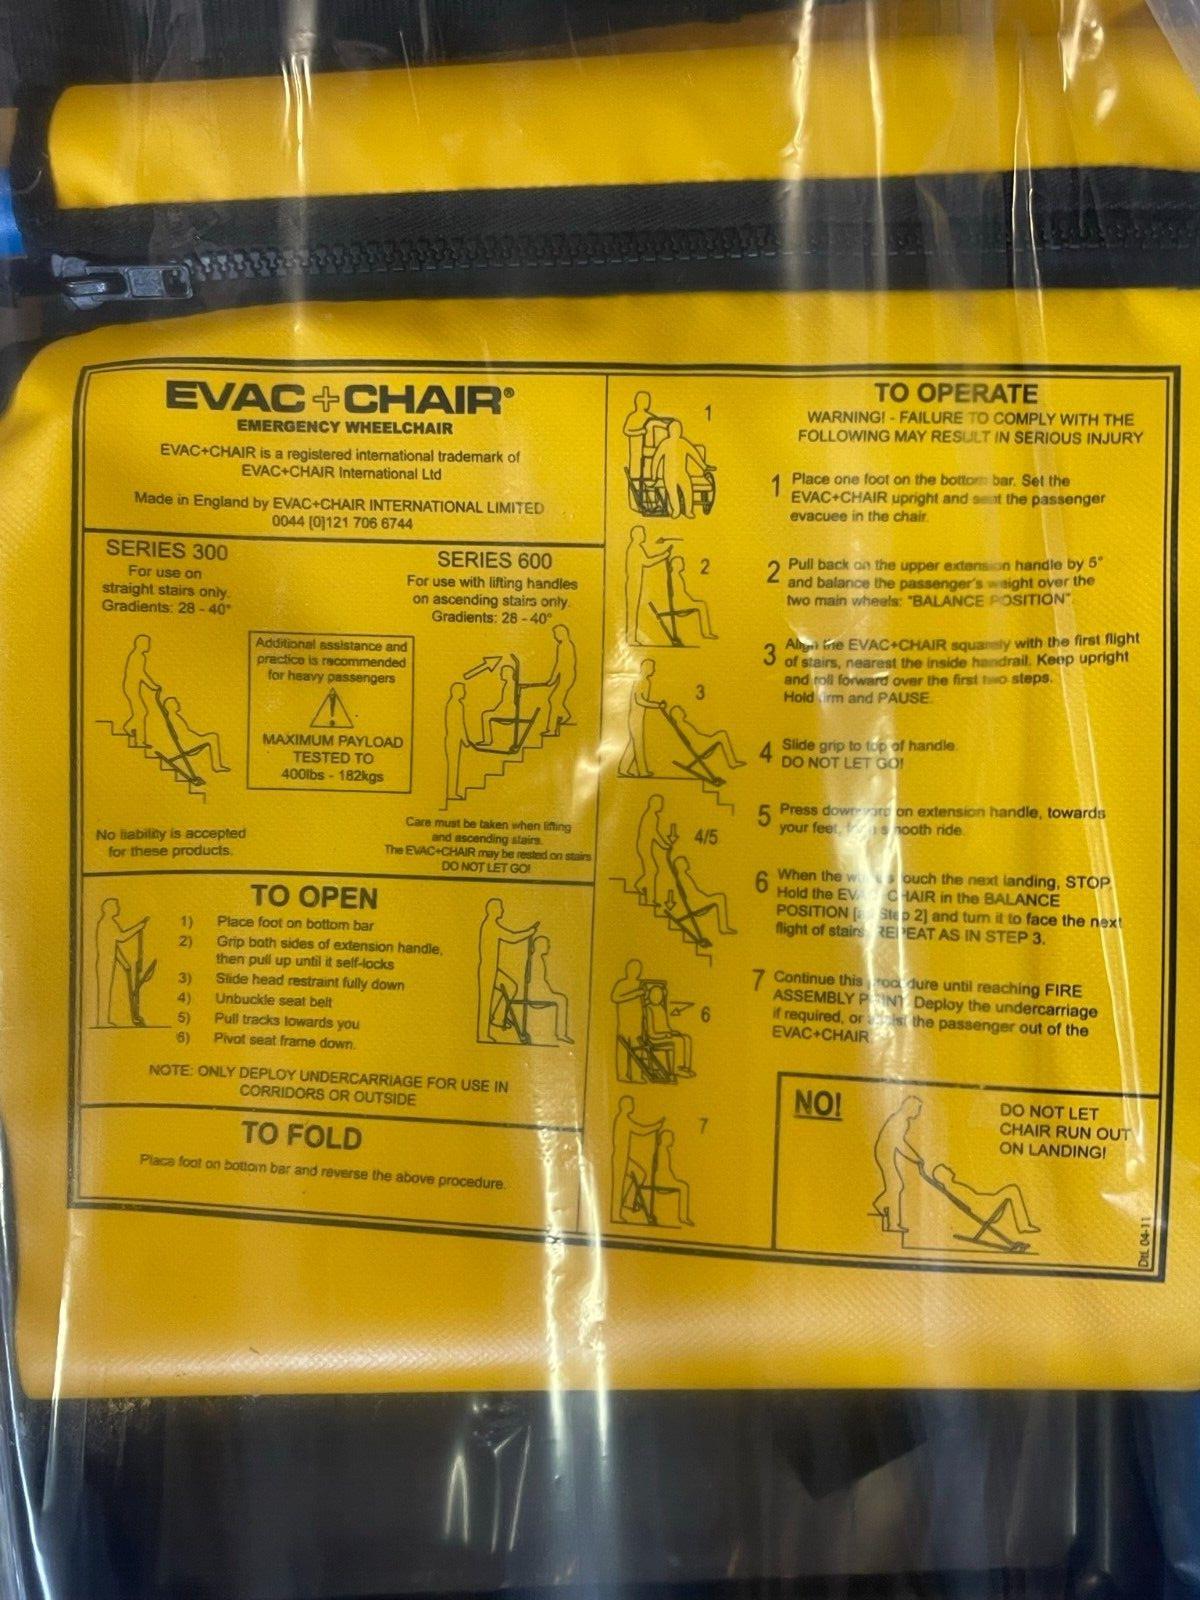 EVAC+CHAIR®
EMERGENCY WHEELCHAIR
EVAC+CHAIR is a registered international trademark of
EVAC+CHAIR International Ltd
Made in England by EVAC+CHAIR INTERNATIONAL LIMITED
0044 [0]121 706 6744
SERIES 300
For use on
straight stairs only.
Gradients: 28 - 40°
SERIES 600
For use with lifting handles
on ascending stairs only.
Gradients: 28 - 40°
Additional assistance and
practice is recommended
for heavy passengers
MAXIMUM PAYLOAD
TESTED TO
400lbs - 182kgs
No liability is accepted
for these products.
Care must be taken when lifting
and ascending stairs.
The EVAC+CHAIR may be rested on stairs
DO NOT LET GO!
TO OPEN
1) Place foot on bottom bar
2) Grip both sides of extension handle,
then pull up until it self-locks
3) Slide head restraint fully down
4) Unbuckle seat belt
5) Pull tracks towards you
6) Pivot seat frame down.
NOTE: ONLY DEPLOY UNDERCARRIAGE FOR USE IN
CORRIDORS OR OUTSIDE
TO FOLD
Place foot on bottom bar and reverse the above procedure.
1
2
3
4/5
6
7
TO OPERATE
WARNING! - FAILURE TO COMPLY WITH THE
FOLLOWING MAY RESULT IN SERIOUS INJURY
1 Place one foot on the bottom bar. Set the
EVAC+CHAIR upright and seat the passenger
evacuee in the chair.
2 Pull back on the upper extension handle by 5°
and balance the passenger's weight over the
two main wheels: "BALANCE POSITION".
3 Align the EVAC+CHAIR squarely with the first flight
of stairs, nearest the inside handrail. Keep upright
and roll forward over the first two steps.
Hold firm and PAUSE.
4 Slide grip to top of handle.
DO NOT LET GO!
5 Press downward on extension handle, towards
your feet, for a smooth ride.
6 When the touch the next landing, STOP.
Hold the EVAC CHAIR in the BALANCE
POSITION [as Step 2] and turn it to face the next
flight of stairs. REPEAT AS IN STEP 3.
7 Continue this procedure until reaching FIRE
ASSEMBLY POINT. Deploy the undercarriage
if required, or assist the passenger out of the
EVAC+CHAIR.
NO!
DO NOT LET
CHAIR RUN OUT
ON LANDING!
DtL 04-11